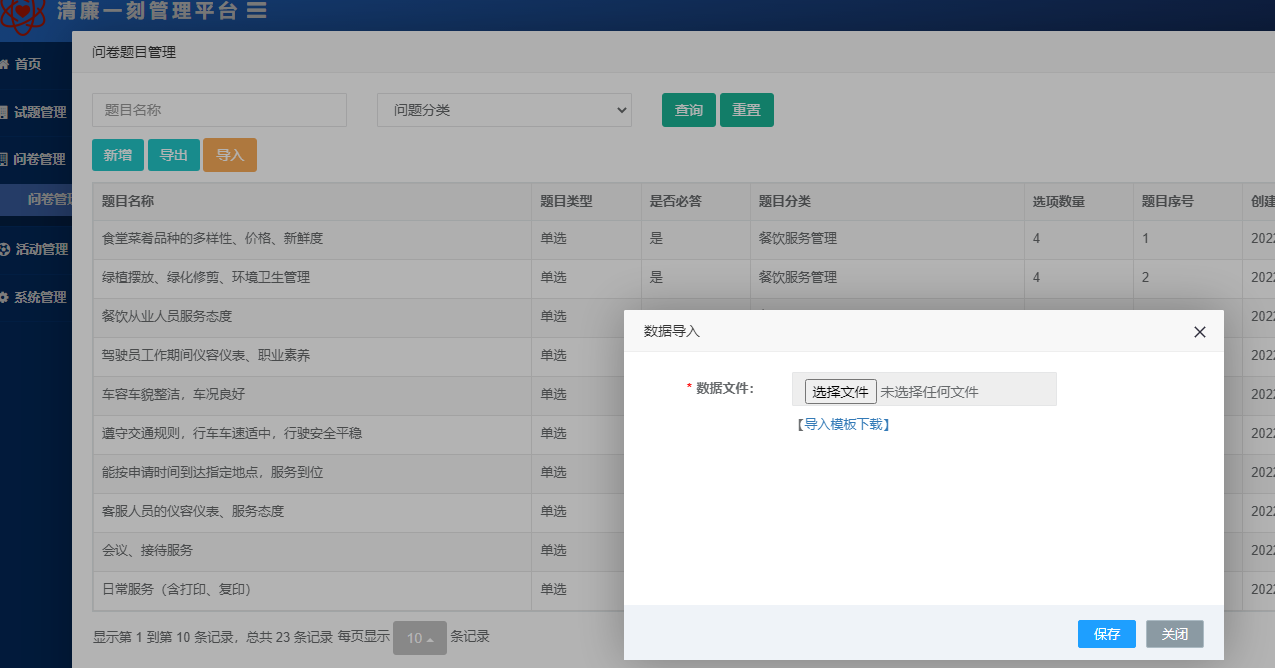 清廉一刻管理平台
问卷题目管理
首页
试题管理
问卷管理
问卷管理
活动管理
系统管理
题目名称
问题分类
查询
重置
新增
导出
导入
题目名称 题目类型 是否必答 题目分类 选项数量 题目序号 创建
食堂菜肴品种的多样性、价格、新鲜度 单选 是 餐饮服务管理 4 1 2022
绿植摆放、绿化修剪、环境卫生管理 单选 是 餐饮服务管理 4 2 2022
餐饮从业人员服务态度 单选 2022
驾驶员工作期间仪容仪表、职业素养 单选 2022
车容车貌整洁，车况良好 单选 2022
遵守交通规则，行车车速适中，行驶安全平稳 单选 2022
能按申请时间到达指定地点，服务到位 单选 2022
客服人员的仪容仪表、服务态度 单选 2022
会议、接待服务 单选 2022
日常服务（含打印、复印） 单选 2022
显示第 1 到第 10 条记录，总共 23 条记录 每页显示 10 条记录
数据导入
* 数据文件：
选择文件 未选择任何文件
【导入模板下载】
保存
关闭